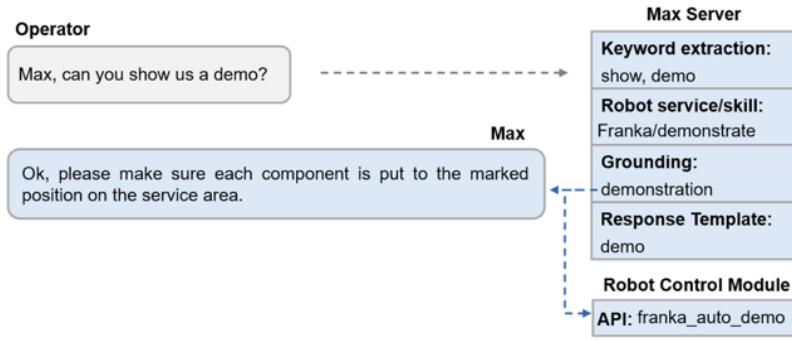 Operator
Max, can you show us a demo?
Max Server
Keyword extraction:
show, demo
Robot service/skill:
Franka/demonstrate
Grounding:
demonstration
Response Template:
demo
Max
Ok, please make sure each component is put to the marked
position on the service area.
Robot Control Module
API: franka_auto_demo